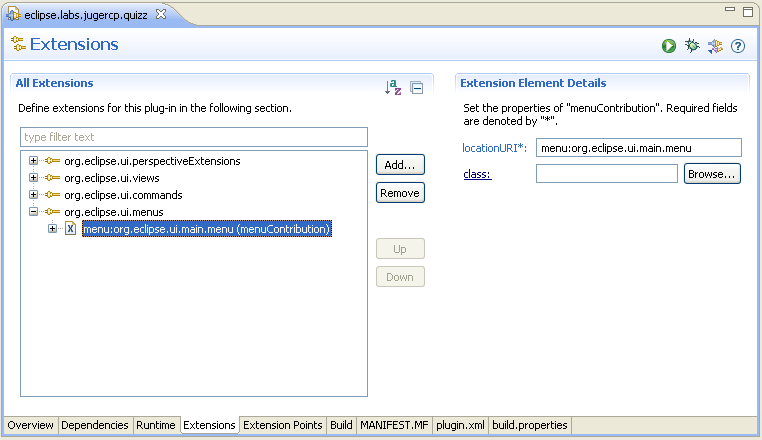 eclipse.labs.jugercp.quizz
Extensions
All Extensions
Define extensions for this plug-in in the following section.
type filter text
org.eclipse.ui.perspectiveExtensions
org.eclipse.ui.views
org.eclipse.ui.commands
org.eclipse.ui.menus
menu:org.eclipse.ui.main.menu (menuContribution)
Add...
Remove
Up
Down
Extension Element Details
Set the properties of "menuContribution". Required fields
are denoted by "*".
locationURI*: menu:org.eclipse.ui.main.menu
class: Browse...
Overview Dependencies Runtime Extensions Extension Points Build MANIFEST.MF plugin.xml build.properties